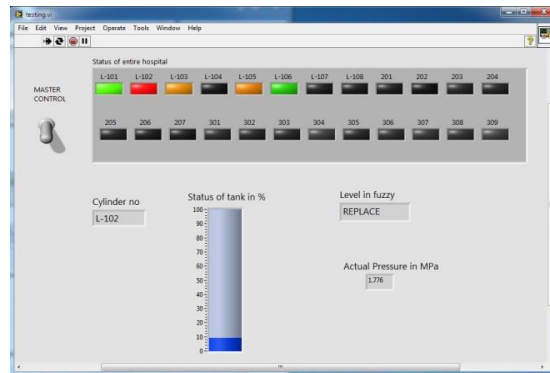 testing.vi
File Edit View Project Operate Tools Window Help
Status of entire hospital
L-101 L-102 L-103 L-104 L-105 L-106 L-107 L-108 201 202 203 204
MASTER
CONTROL
205 206 207 301 302 303 304 305 306 307 308 309
Cylinder no
L-102
Status of tank in %
100
90
80
70
60
50
40
30
20
10
0
Level in fuzzy
REPLACE
Actual Pressure in MPa
1.776